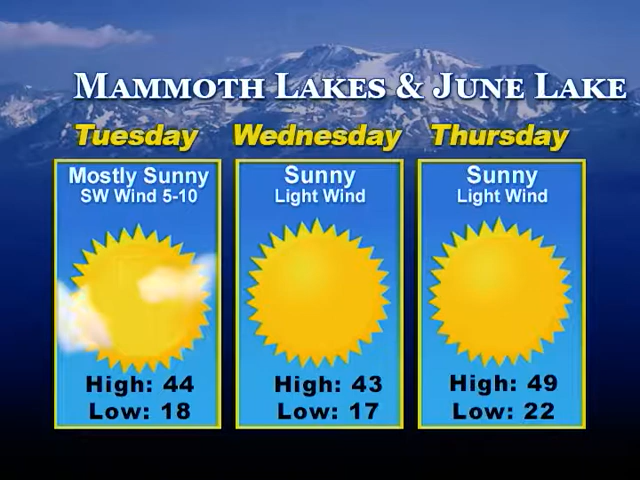 MAMMOTH LAKES & JUNE LAKE
Tuesday Wednesday Thursday
Mostly Sunny
SW Wind 5-10
High: 44
Low: 18
Sunny
Light Wind
High: 43
Low: 17
Sunny
Light Wind
High: 49
Low: 22